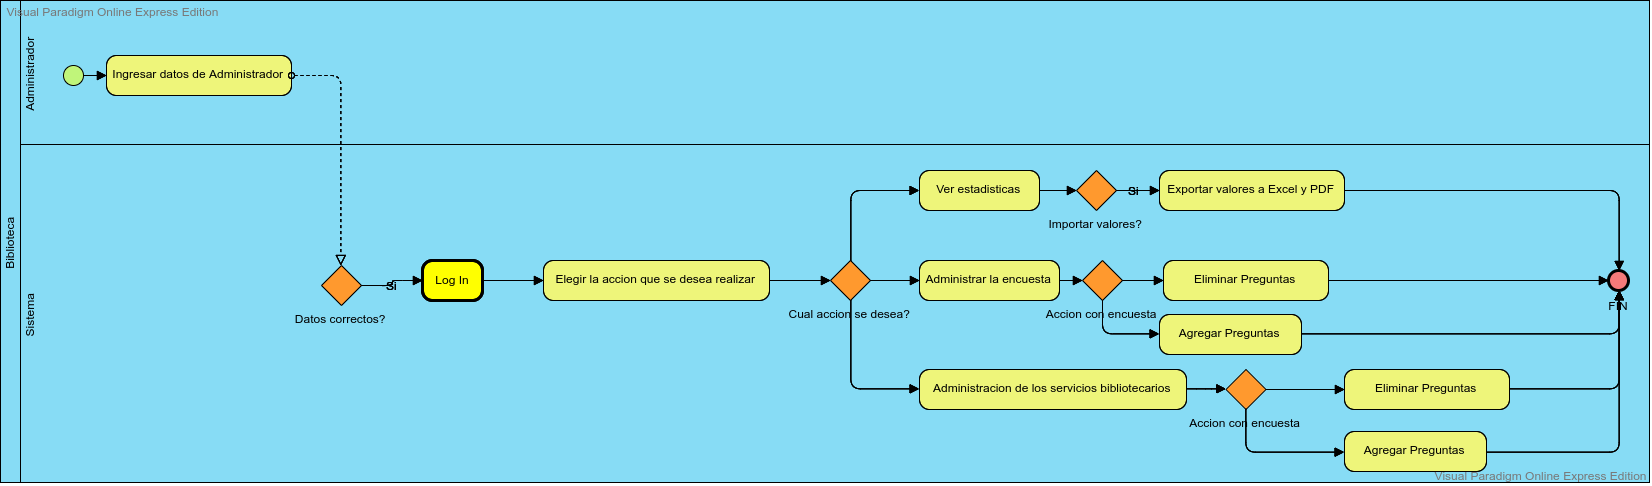 Visual Paradigm Online Express Edition
Biblioteca
Administrador
Ingresar datos de Administrador
Sistema
Datos correctos?
Si
Log In
Elegir la accion que se desea realizar
Cual accion se desea?
Ver estadisticas
Importar valores?
Si
Exportar valores a Excel y PDF
Administrar la encuesta
Accion con encuesta
Eliminar Preguntas
Agregar Preguntas
FIN
Administracion de los servicios bibliotecarios
Accion con encuesta
Eliminar Preguntas
Agregar Preguntas
Visual Paradigm Online Express Edition